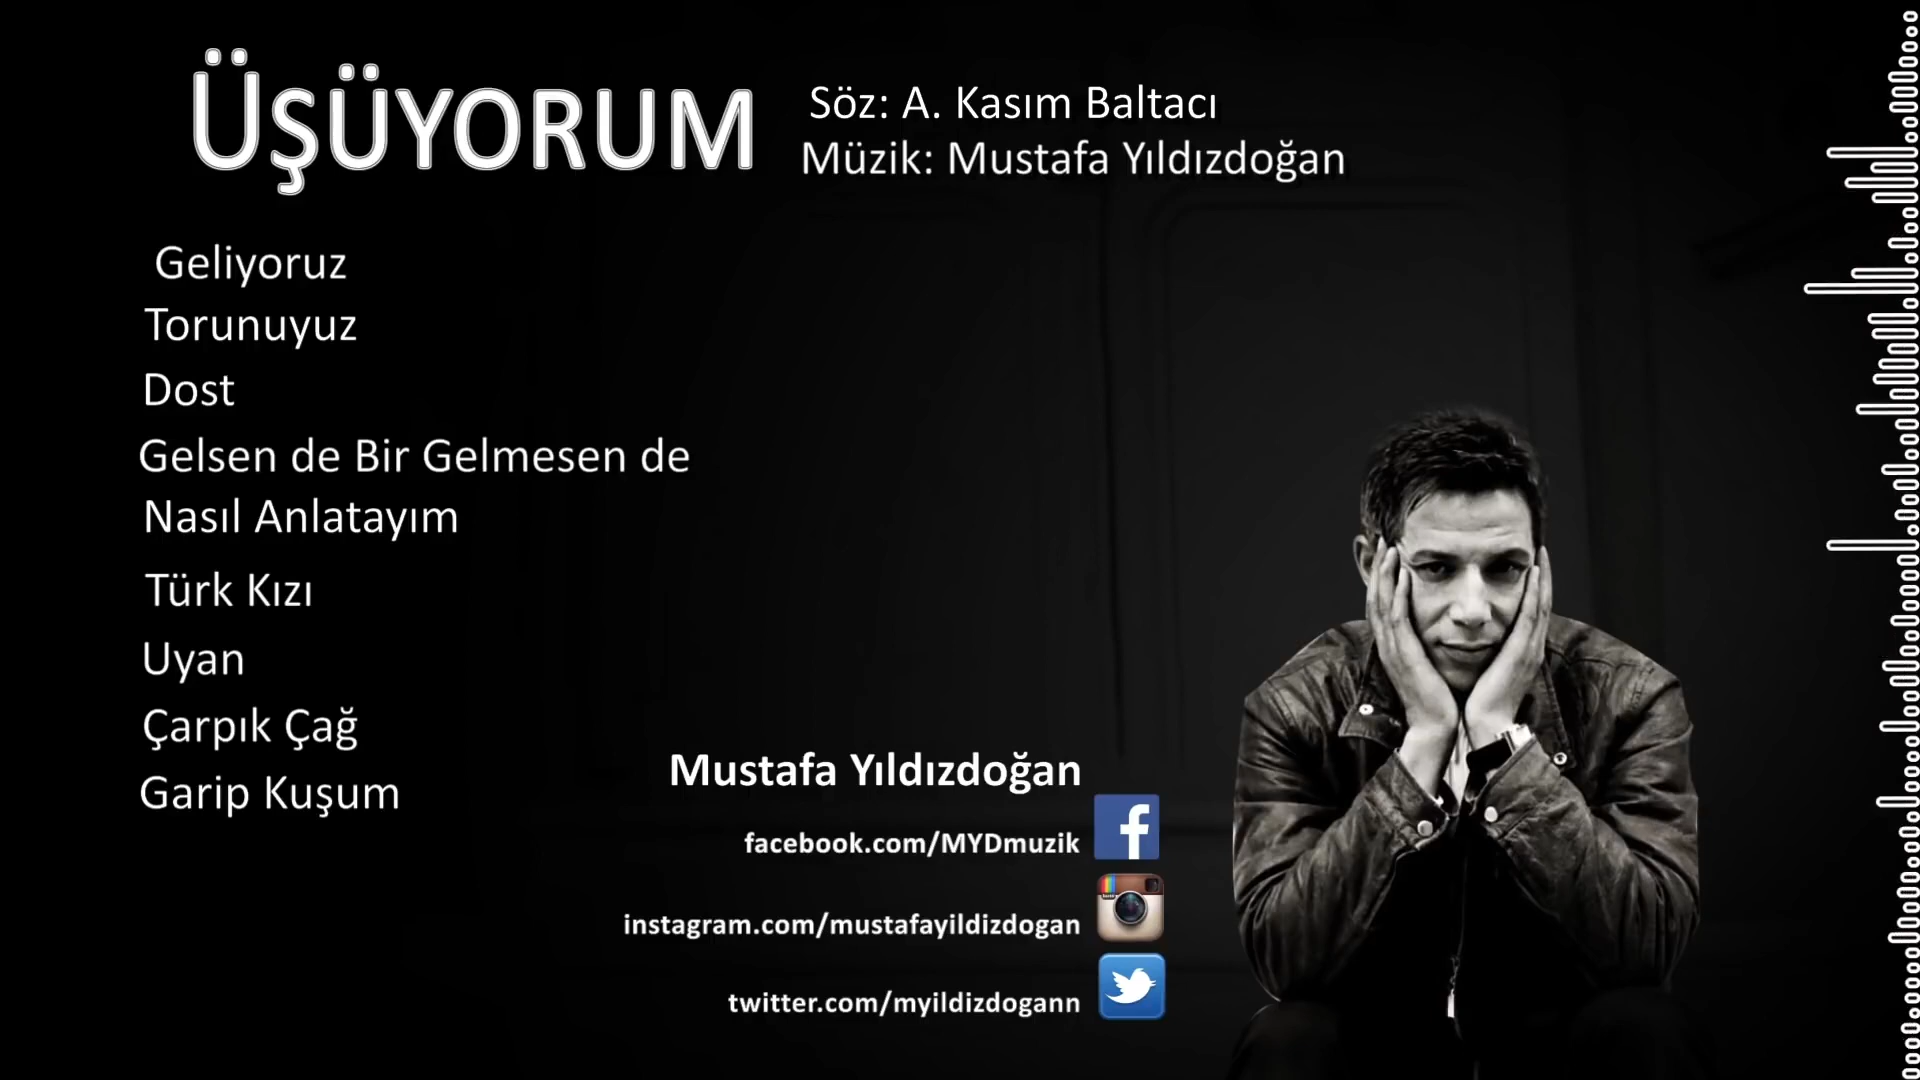 ÜŞÜYORUM
Söz: A. Kasım Baltacı
Müzik: Mustafa Yıldızdoğan
Geliyoruz
Torunuyuz
Dost
Gelsen de Bir Gelmesen de
Nasıl Anlatayım
Türk Kızı
Uyan
Çarpık Çağ
Garip Kuşum
Mustafa Yıldızdoğan
facebook.com/MYDmuzik
instagram.com/mustafayildizdogan
twitter.com/myildizdogann